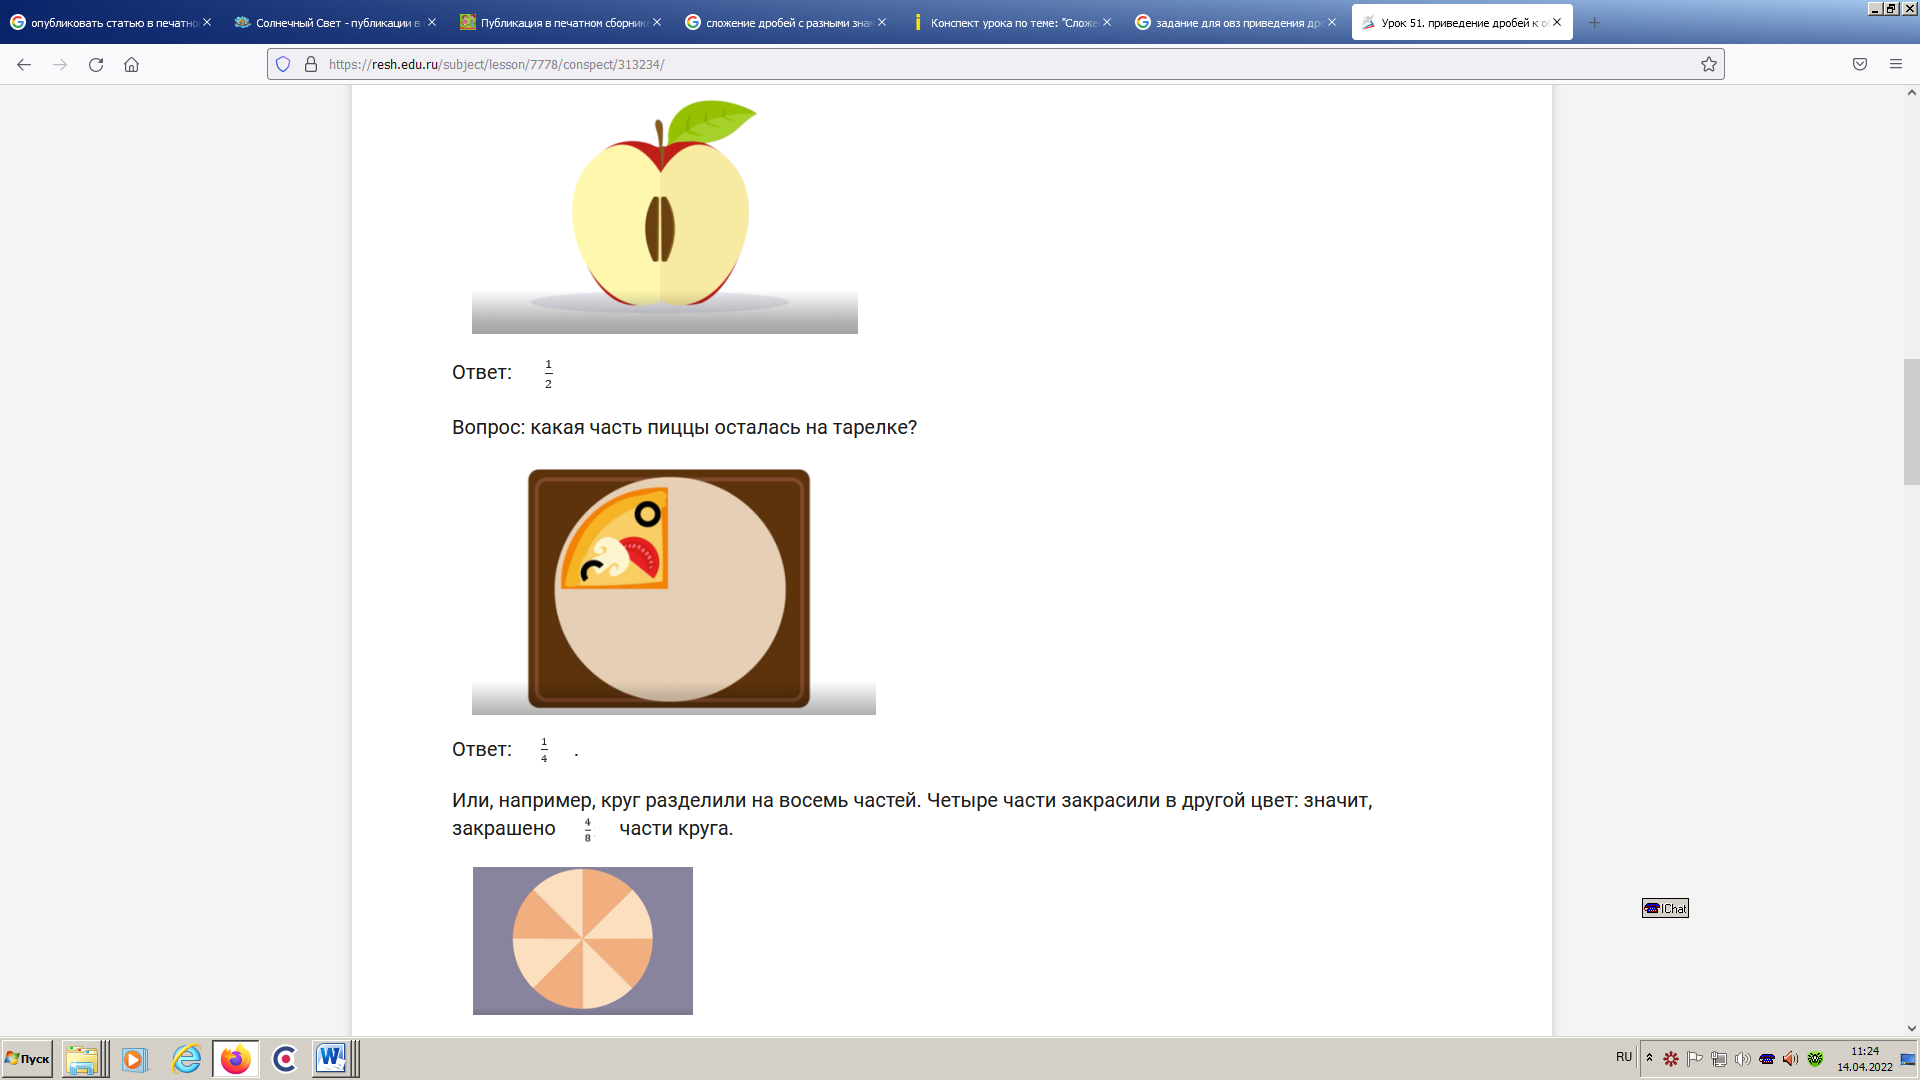 опубликовать статью в печатно
Солнечный Свет - публикации в
Публикация в печатном сборнике
сложение дробей с разными зна
Конспект урока по теме: "Сложе
задание для овз приведения др
Урок 51. приведение дробей к о
https://resh.edu.ru/subject/lesson/7778/conspect/313234/
Ответ: 1/2
Вопрос: какая часть пиццы осталась на тарелке?
Ответ: 1/4 .
Или, например, круг разделили на восемь частей. Четыре части закрасили в другой цвет: значит,
закрашено 4/8 части круга.
IChat
Пуск
RU
11:24
14.04.2022